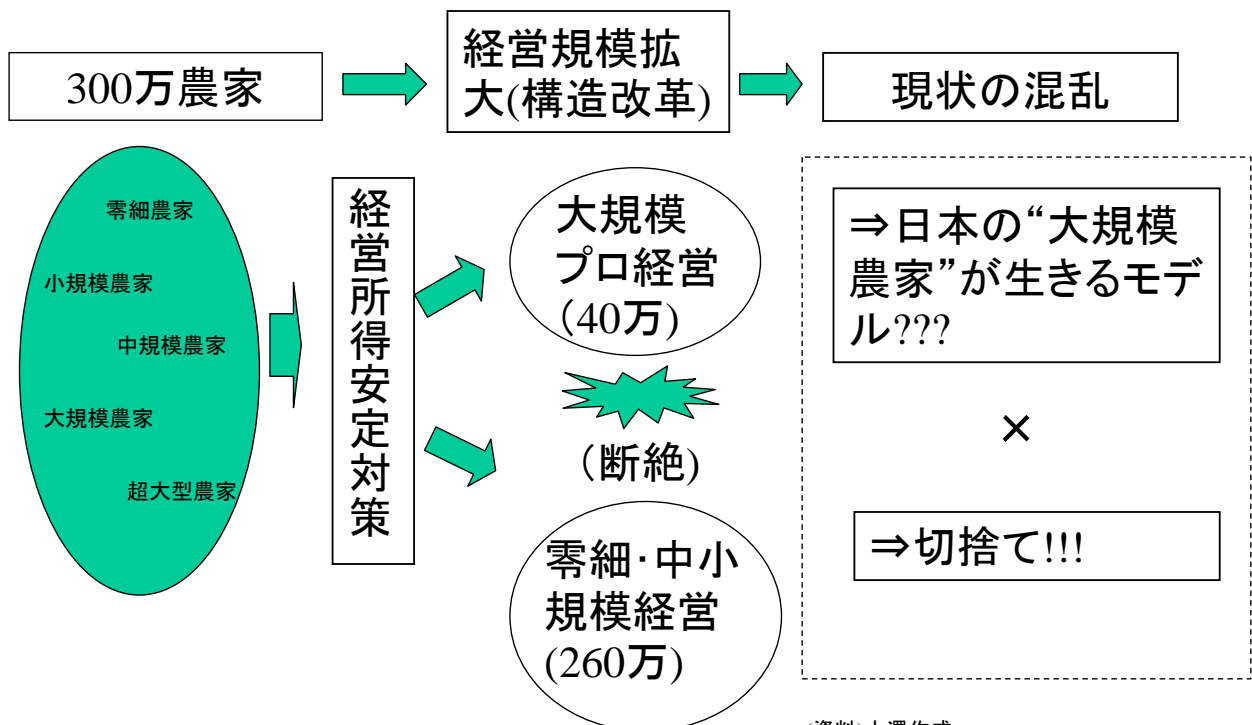 300万農家
経営規模拡
大(構造改革)
現状の混乱
零細農家
小規模農家
中規模農家
大規模農家
超大型農家
経営所得安定対策
大規模
プロ経営
(40万)
(断絶)
零細・中小
規模経営
(260万)
⇒日本の“大規模
農家”が生きるモデ
ル???
×
⇒切捨て!!!